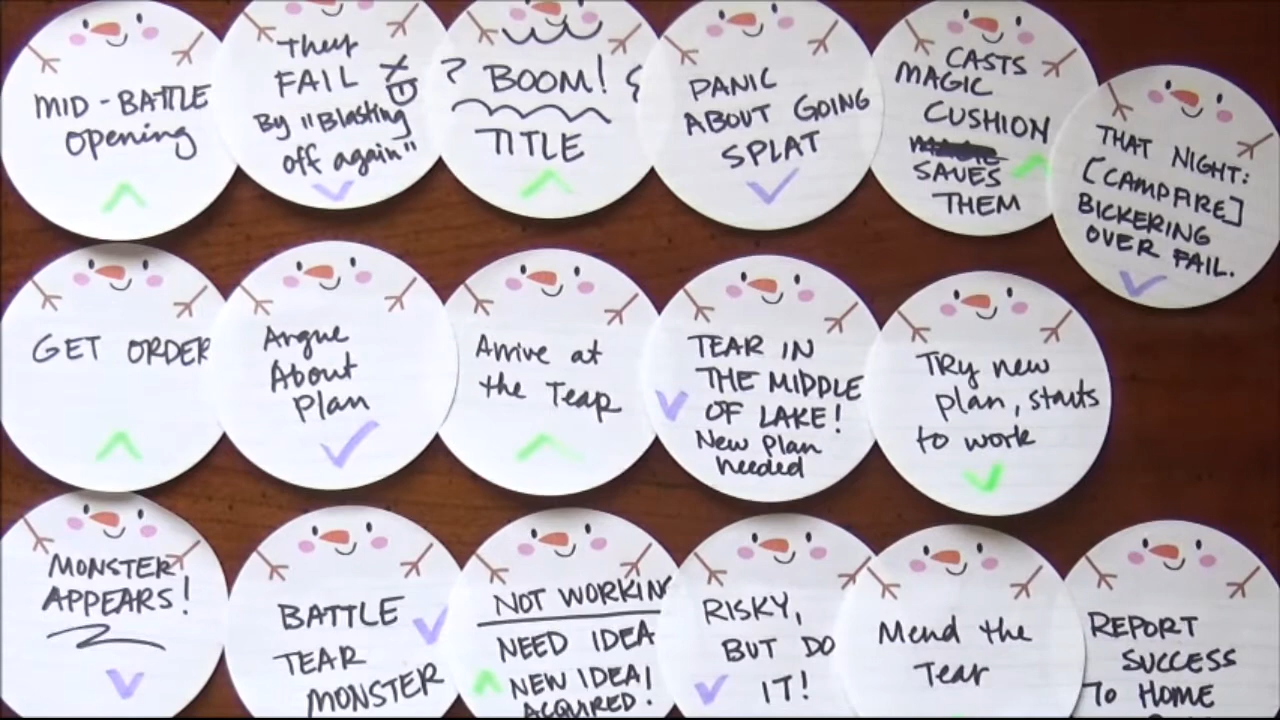 MID-BATTLE
Opening
They
FAIL
By "Blasting
off again"
? BOOM!
TITLE
PANIC
ABOUT GOING
SPLAT
CASTS
MAGIC
CUSHION
SAVES
THEM
THAT NIGHT:
[CAMPFIRE]
BICKERING
OVER FAIL.
GET ORDER
Argue
About
Plan
Arrive at
the Tear
TEAR IN
THE MIDDLE
OF LAKE!
New Plan
needed
Try new
plan, starts
to work
MONSTER
APPEARS!
BATTLE
TEAR
MONSTER
NOT WORKIN
NEED IDEA
NEW IDEA!
ACQUIRED!
RISKY,
BUT DO
IT!
Mend the
Tear
REPORT
SUCCESS
TO HOME